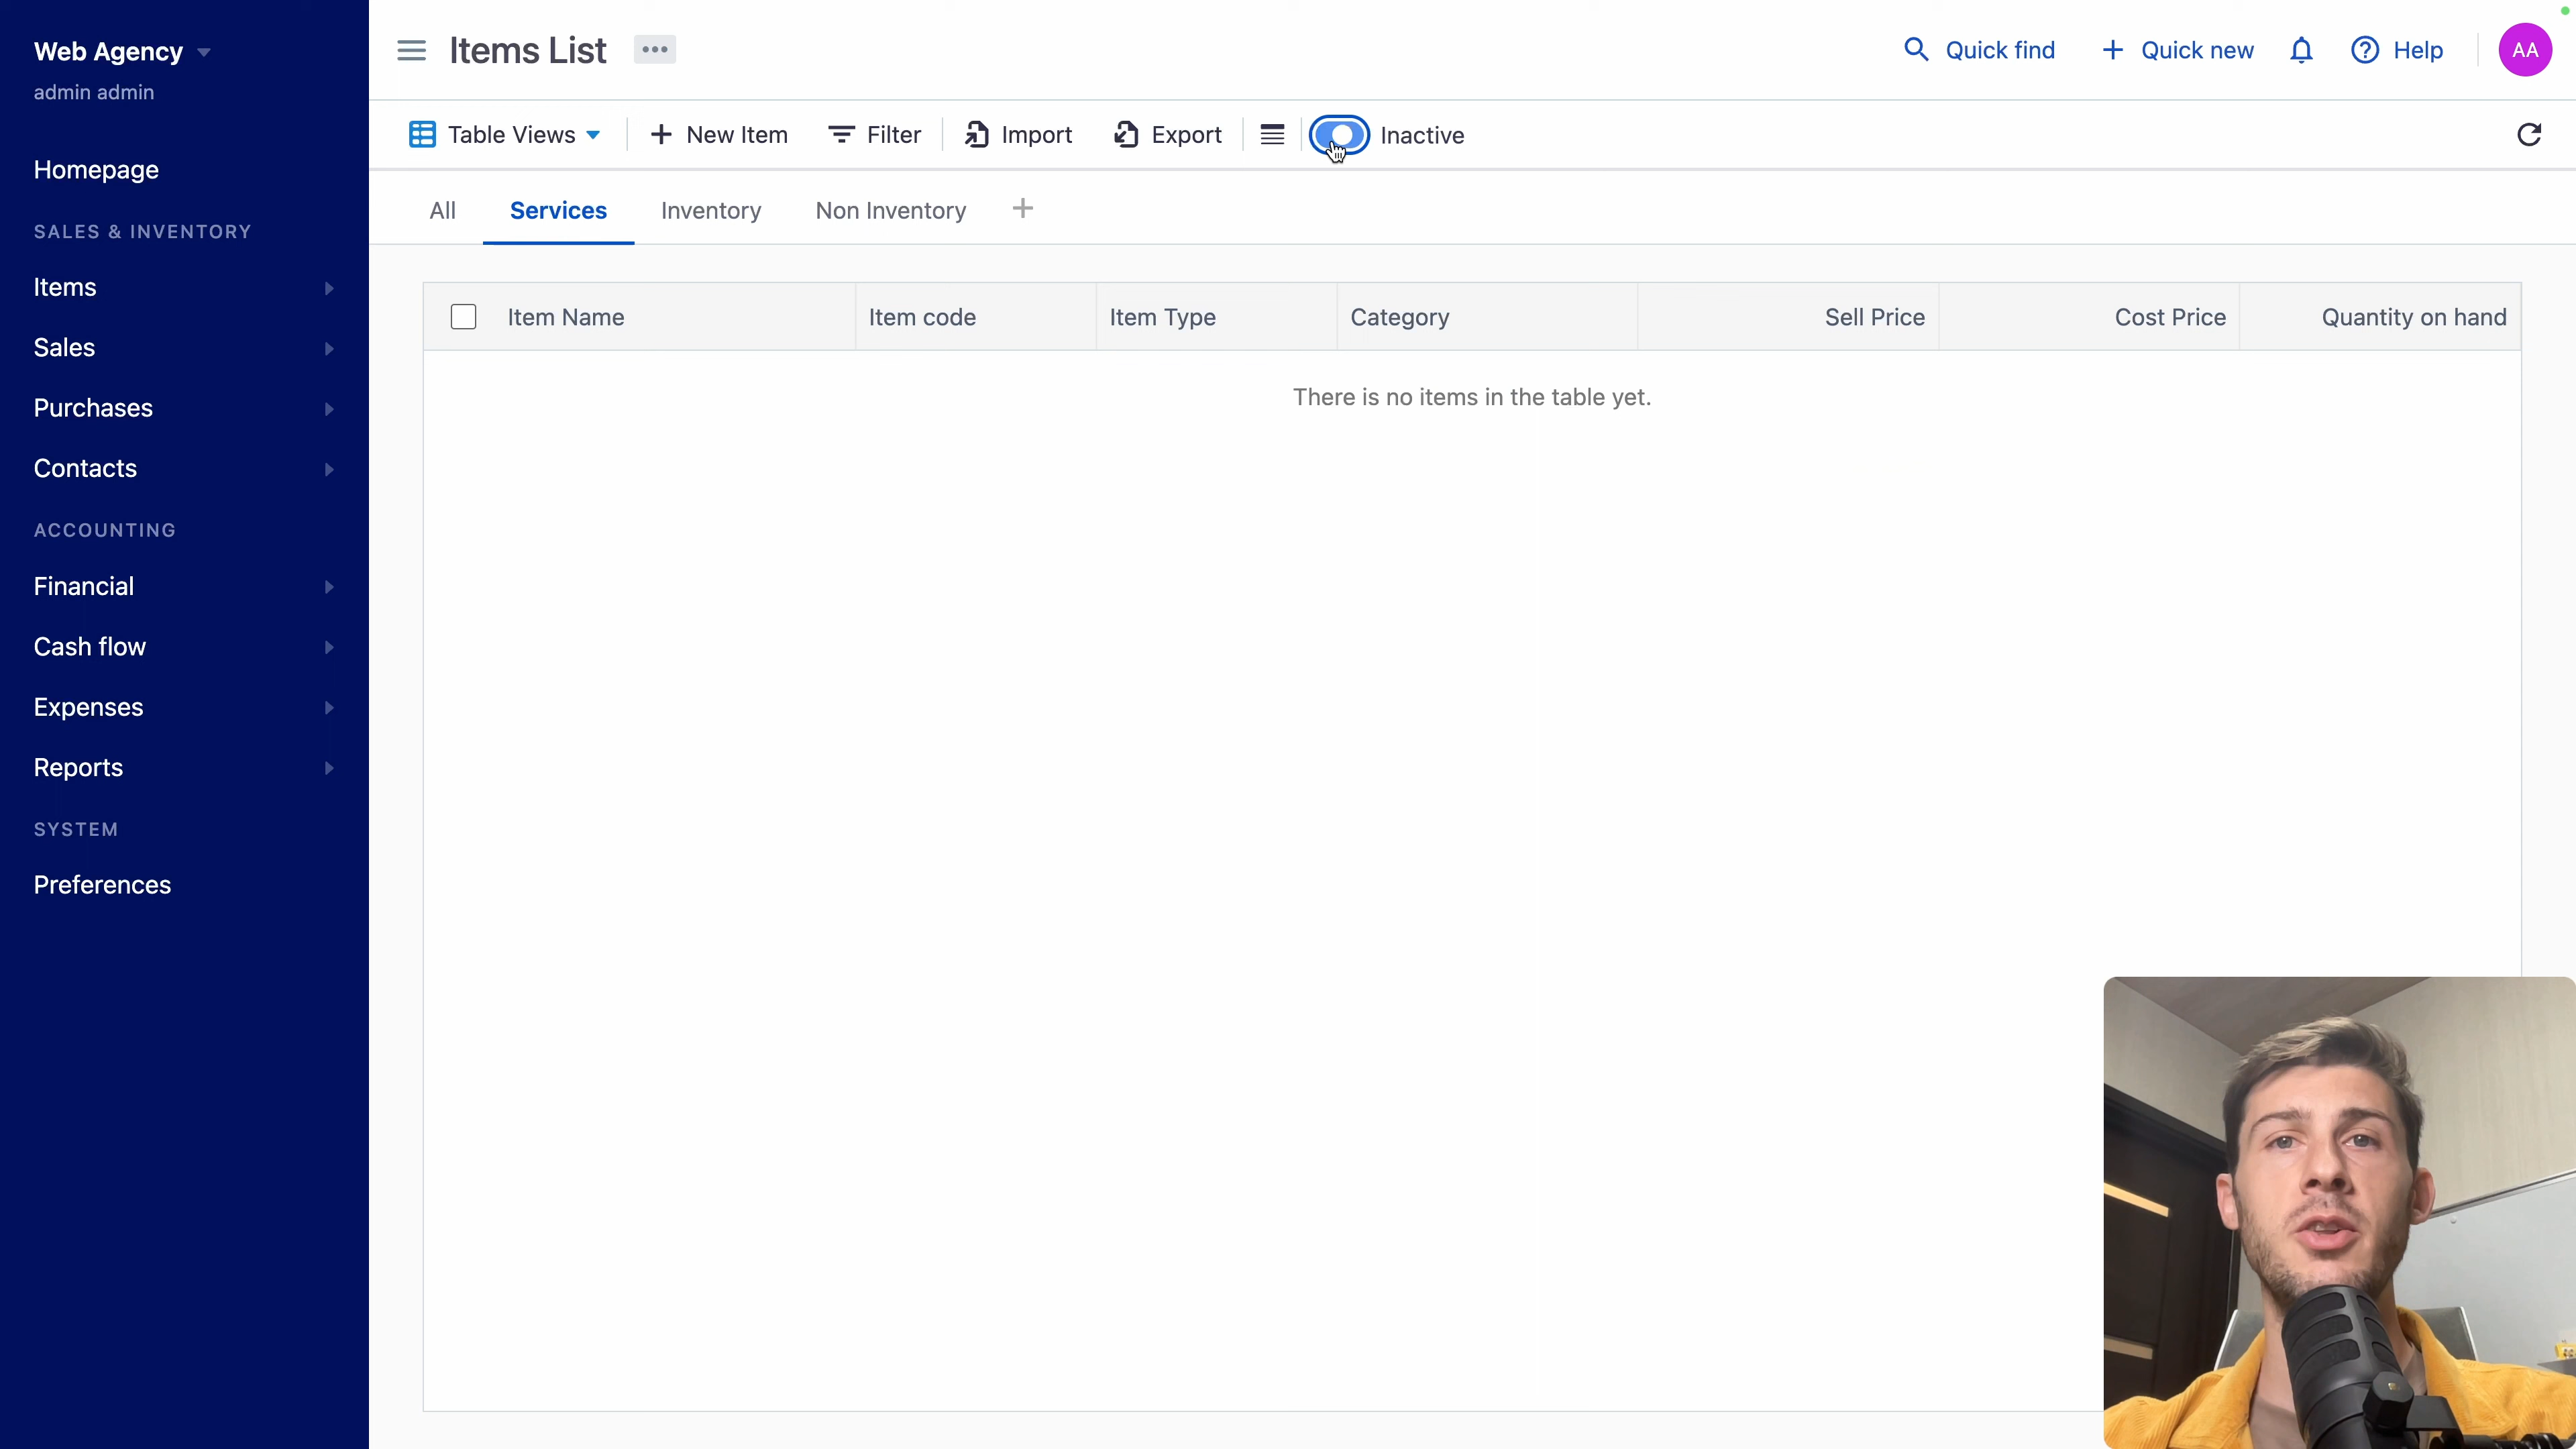 Web Agency
admin admin
Homepage
SALES & INVENTORY
Items
Sales
Purchases
Contacts
ACCOUNTING
Financial
Cash flow
Expenses
Reports
SYSTEM
Preferences
Items List
Quick find
Quick new
Help
AA
Table Views
New Item
Filter
Import
Export
Inactive
All
Services
Inventory
Non Inventory
Item Name
Item code
Item Type
Category
Sell Price
Cost Price
Quantity on hand
There is no items in the table yet.